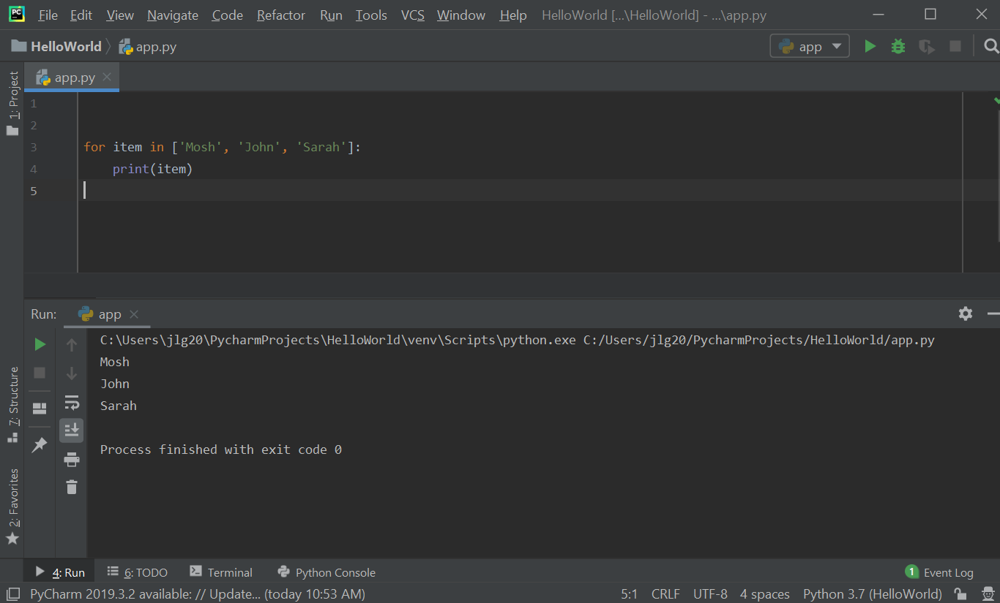 PC File Edit View Navigate Code Refactor Run Tools VCS Window Help HelloWorld [...\HelloWorld] - ...\app.py
HelloWorld app.py app
1: Project
app.py
1
2
3 for item in ['Mosh', 'John', 'Sarah']:
4 print(item)
5
Run: app
C:\Users\jlg20\PycharmProjects\HelloWorld\venv\Scripts\python.exe C:/Users/jlg20/PycharmProjects/HelloWorld/app.py
Mosh
John
Sarah
Process finished with exit code 0
7: Structure
2: Favorites
4: Run 6: TODO Terminal Python Console 1 Event Log
PyCharm 2019.3.2 available: // Update... (today 10:53 AM) 5:1 CRLF UTF-8 4 spaces Python 3.7 (HelloWorld)